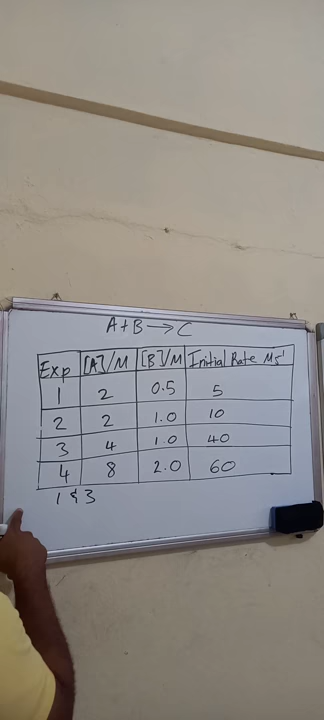 A+B → C
Exp [A]/M [B]/M Initial Rate Ms⁻¹
1 2 0.5 5
2 2 1.0 10
3 4 1.0 40
4 8 2.0 60
1 & 3